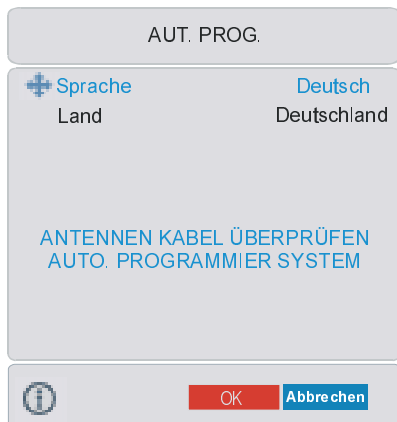 AUT. PROG.
Sprache Deutsch
Land Deutschland
ANTENNEN KABEL ÜBERPRÜFEN
AUTO. PROGRAMMIER SYSTEM
OK Abbrechen